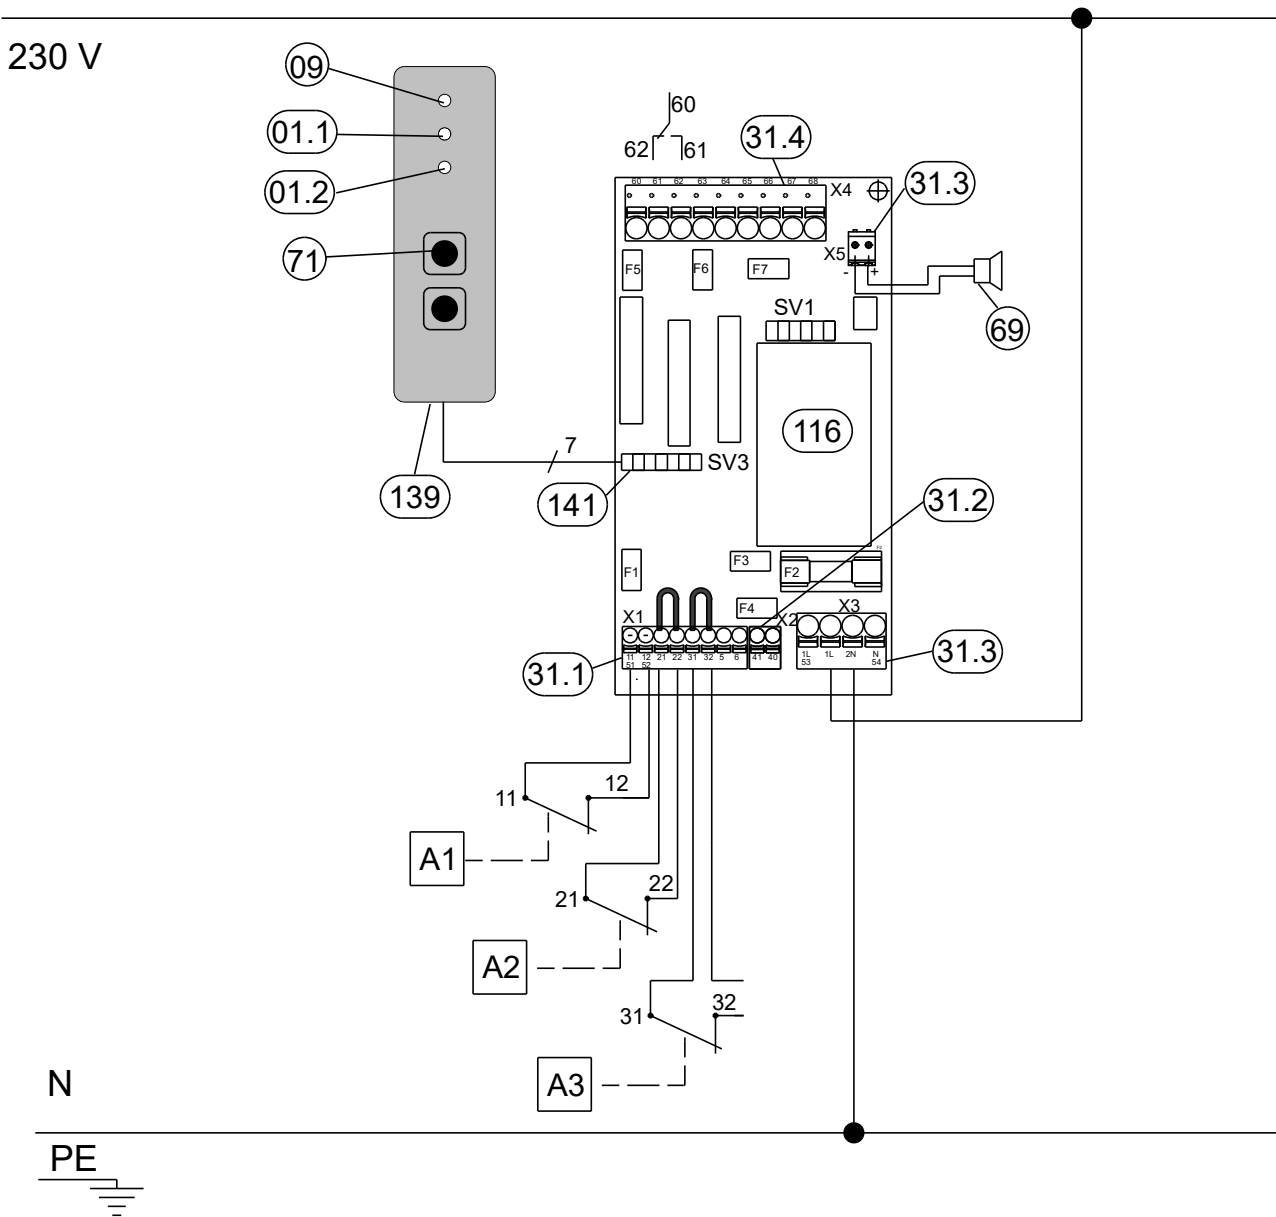 230 V
09
01.1
01.2
71
139
7
141
60
62 61
31.4
60 61 62 63 64 65 66 67 68
X4
31.3
X5
- +
69
F5
F6
F7
SV1
116
SV3
31.2
F1
F3
F2
F2
F4
X1
X2
X3
31.1
11 12 21 22 31 32 5 6
51 52
41 40
1L 1L 2N N
53 54
31.3
11
12
A1
21
22
A2
31
32
A3
N
PE